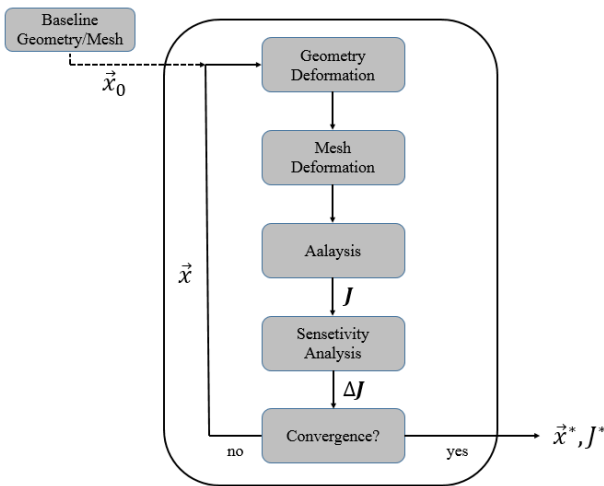 Baseline
Geometry/Mesh
x⃗₀
Geometry
Deformation
Mesh
Deformation
Aalaysis
J
x⃗
Sensetivity
Analysis
ΔJ
Convergence?
no
yes
x⃗*, J*